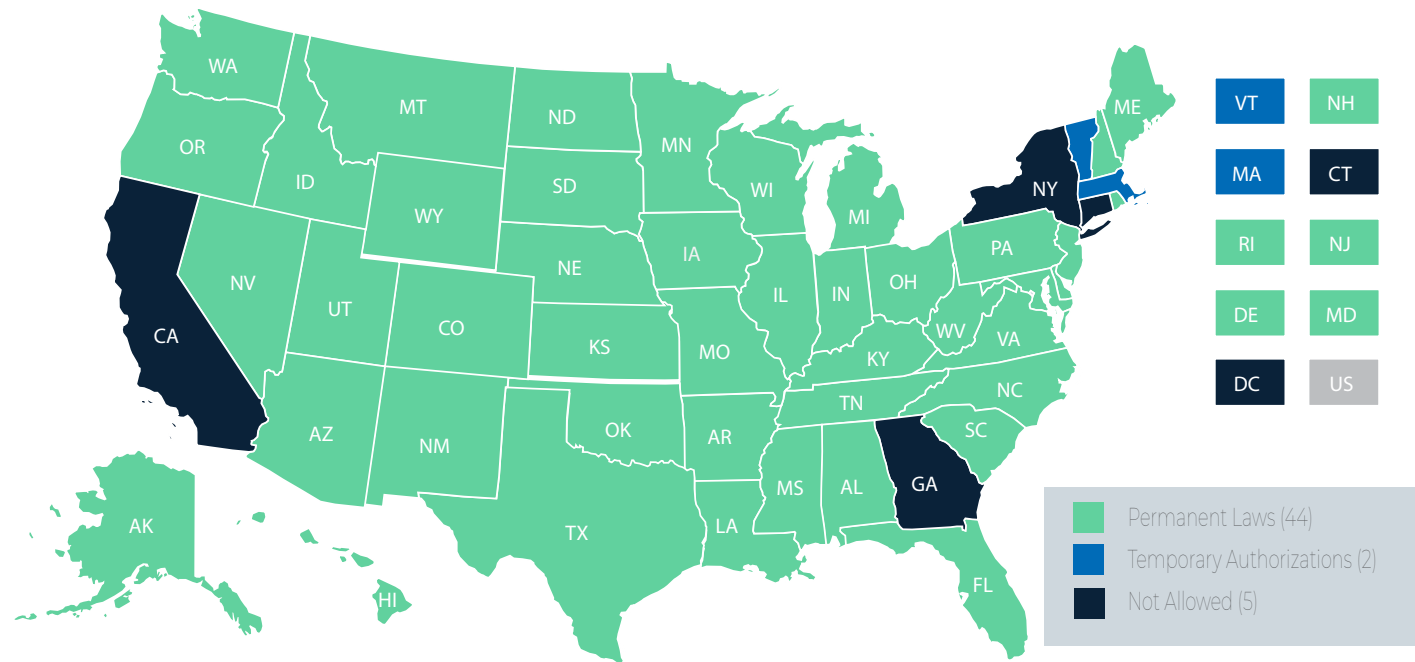 WA
MT
ND
MN
OR
ID
SD
WI
MI
NY
ME
WY
IA
NE
PA
NV
UT
CO
IL
IN
OH
WV
VA
CA
KS
MO
KY
NC
TN
AZ
NM
OK
AR
SC
MS
AL
GA
AK
TX
LA
FL
HI
VT
NH
MA
CT
RI
NJ
DE
MD
DC
US
Permanent Laws (44)
Temporary Authorizations (2)
Not Allowed (5)